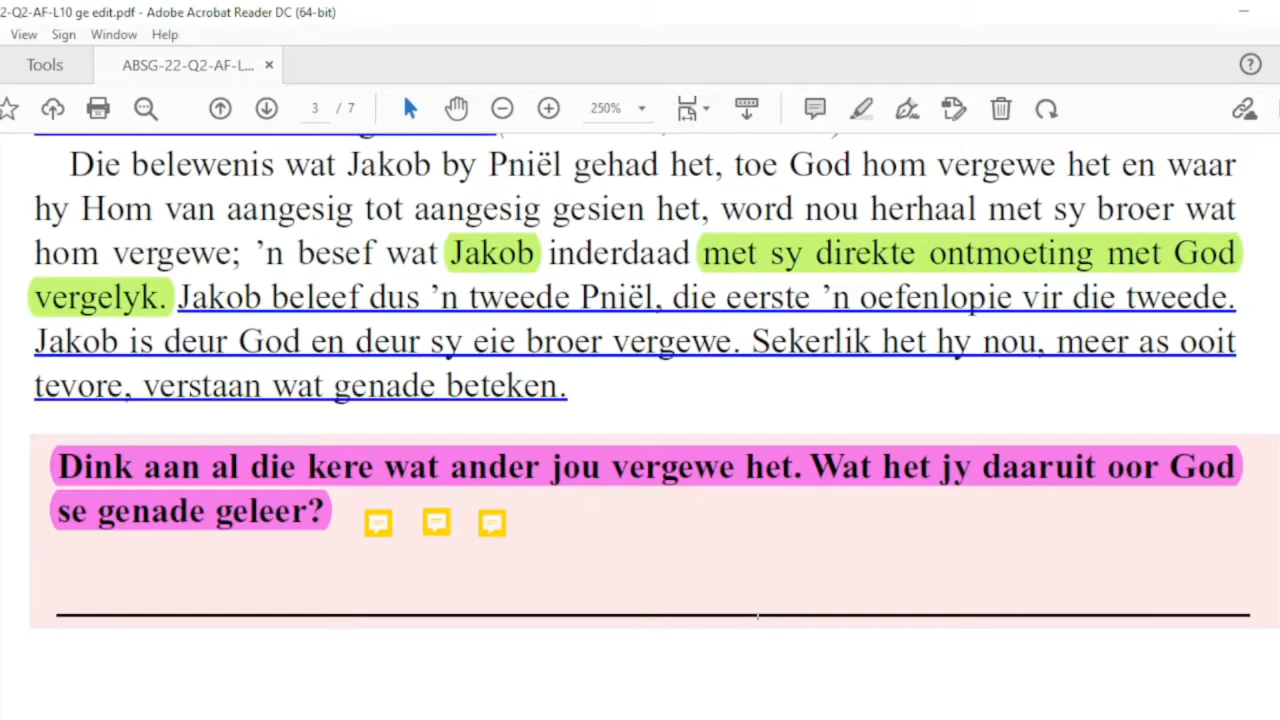 2-Q2-AF-L10 ge edit.pdf - Adobe Acrobat Reader DC (64-bit)
View Sign Window Help
Tools ABSG-22-Q2-AF-L... ×
3 / 7 250%
Die belewenis wat Jakob by Pniël gehad het, toe God hom vergewe het en waar
hy Hom van aangesig tot aangesig gesien het, word nou herhaal met sy broer wat
hom vergewe; ’n besef wat Jakob inderdaad met sy direkte ontmoeting met God
vergelyk. Jakob beleef dus ’n tweede Pniël, die eerste ’n oefenlopie vir die tweede.
Jakob is deur God en deur sy eie broer vergewe. Sekerlik het hy nou, meer as ooit
tevore, verstaan wat genade beteken.
Dink aan al die kere wat ander jou vergewe het. Wat het jy daaruit oor God
se genade geleer?